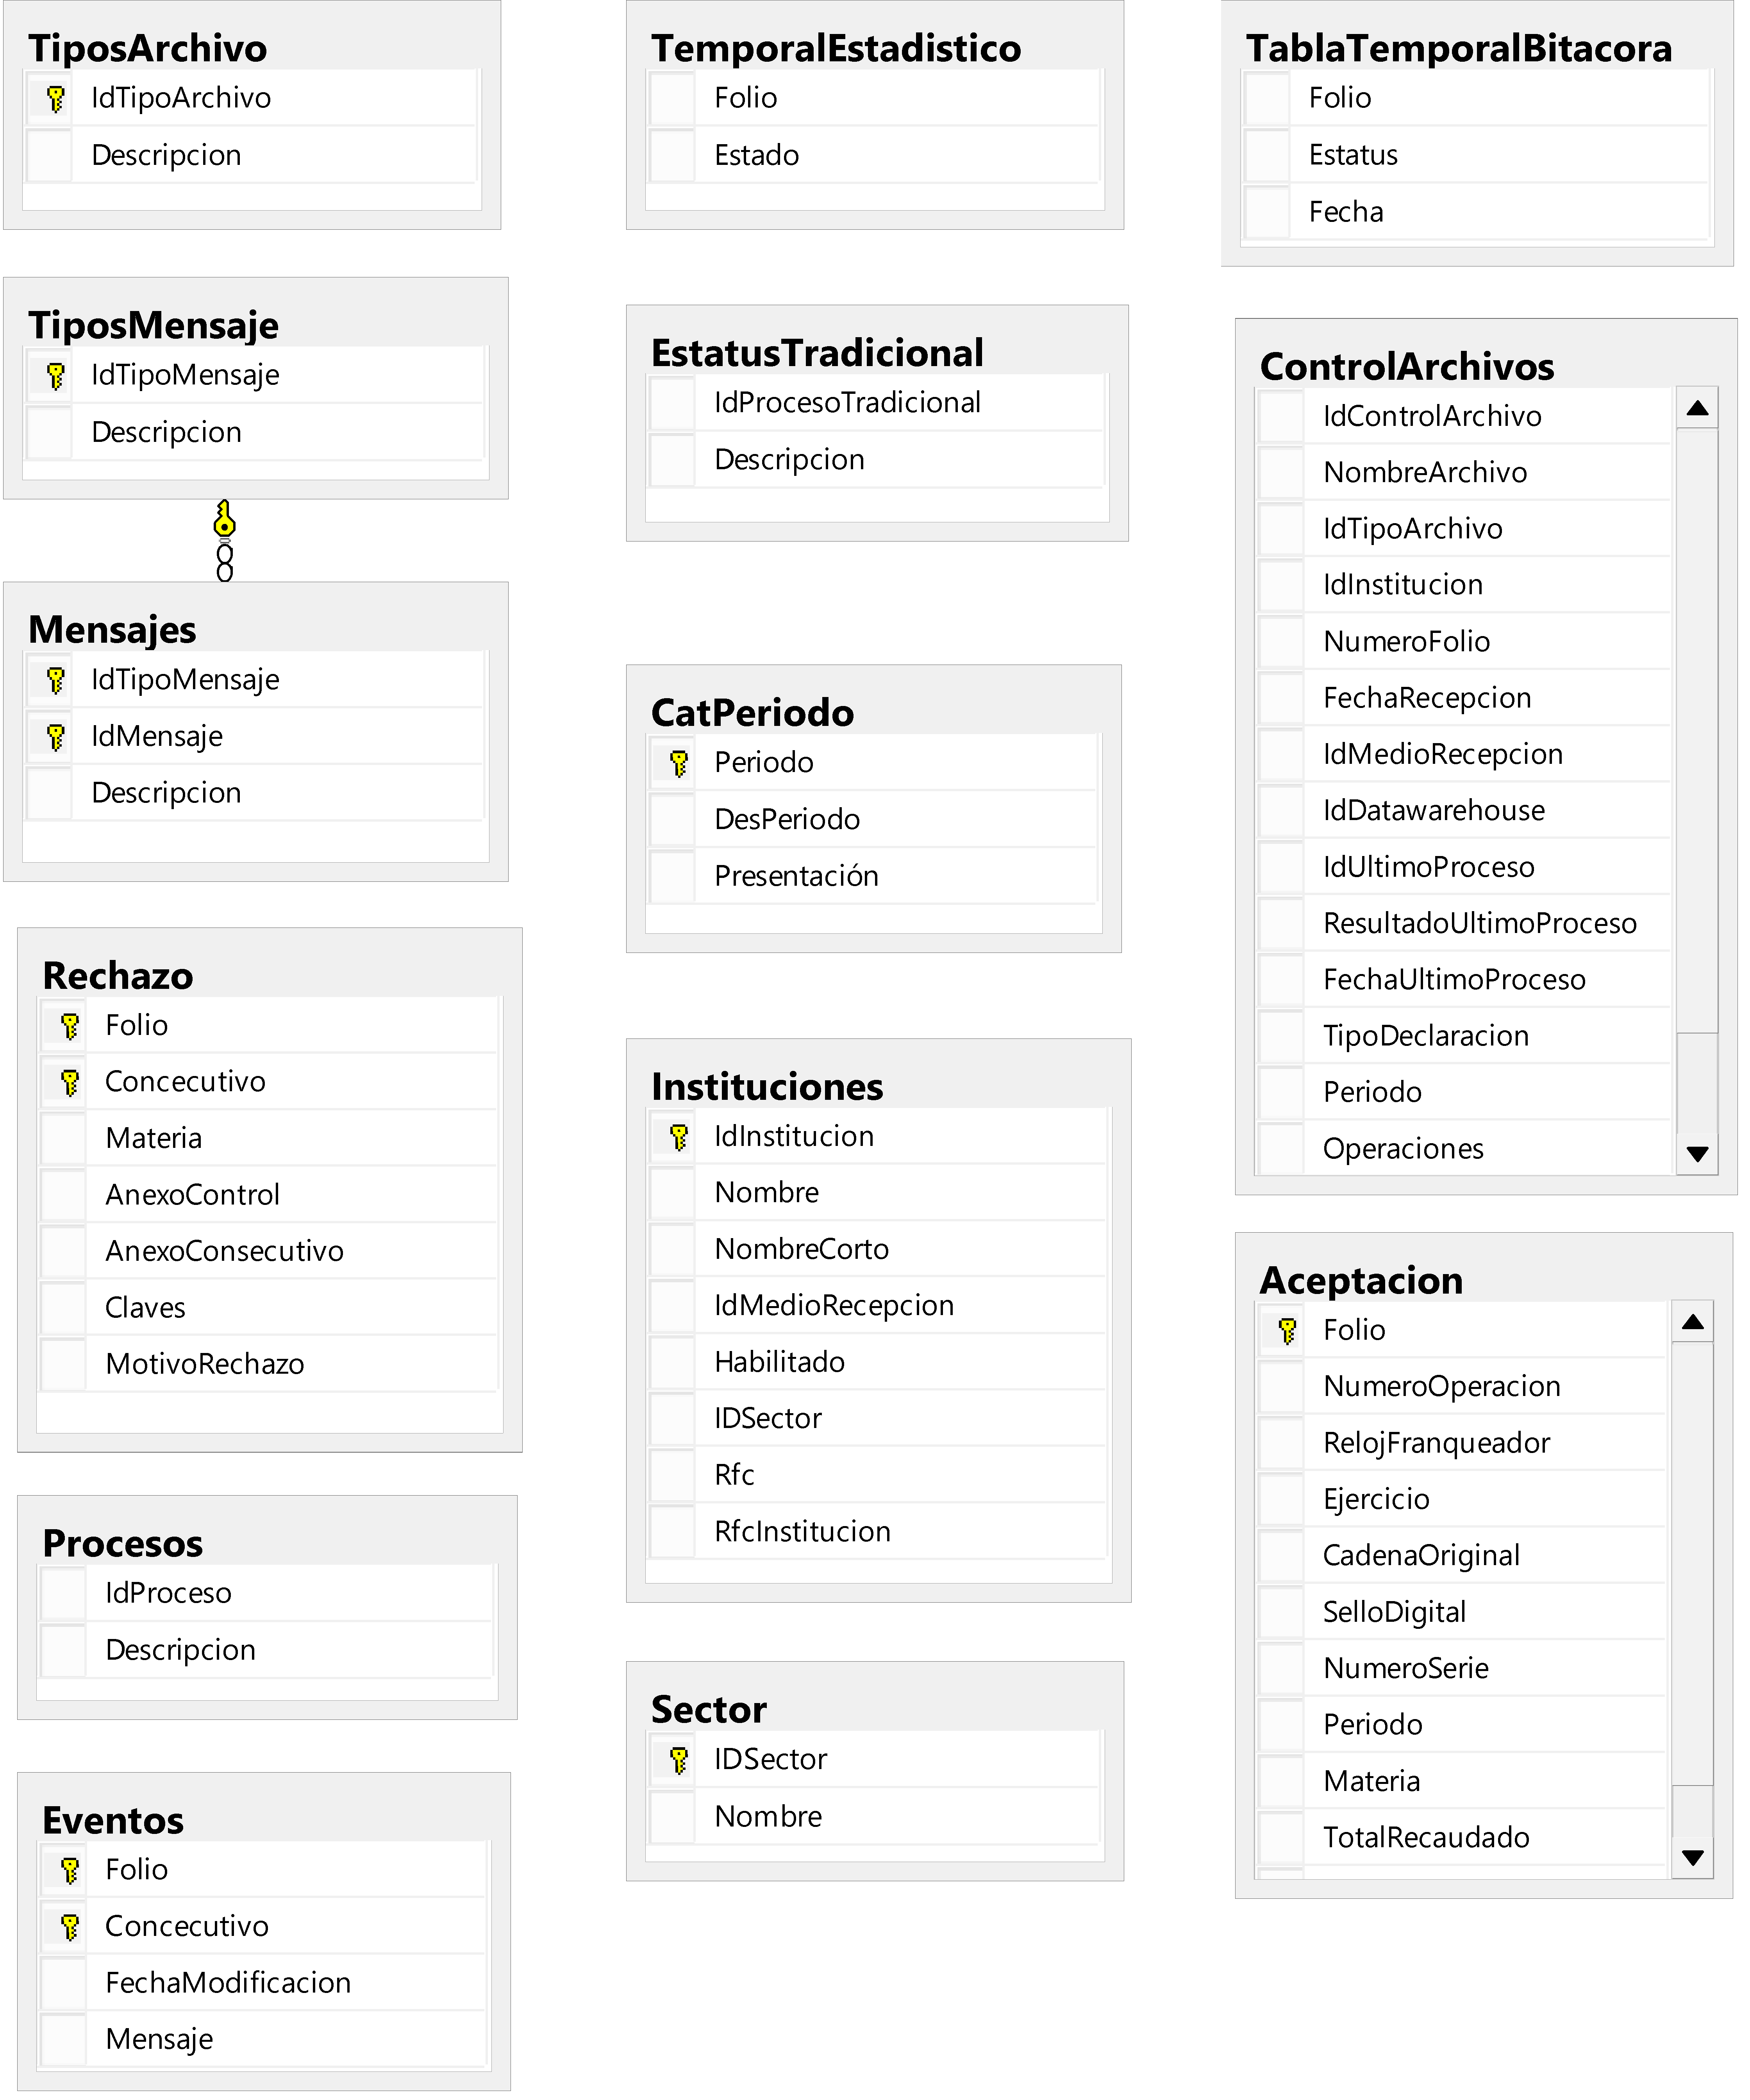 TiposArchivo
IdTipoArchivo
Descripcion
TiposMensaje
IdTipoMensaje
Descripcion
Mensajes
IdTipoMensaje
IdMensaje
Descripcion
Rechazo
Folio
Concecutivo
Materia
AnexoControl
AnexoConsecutivo
Claves
MotivoRechazo
Procesos
IdProceso
Descripcion
Eventos
Folio
Concecutivo
FechaModificacion
Mensaje
TemporalEstadistico
Folio
Estado
EstatusTradicional
IdProcesoTradicional
Descripcion
CatPeriodo
Periodo
DesPeriodo
Presentación
Instituciones
IdInstitucion
Nombre
NombreCorto
IdMedioRecepcion
Habilitado
IDSector
Rfc
RfcInstitucion
Sector
IDSector
Nombre
TablaTemporalBitacora
Folio
Estatus
Fecha
ControlArchivos
IdControlArchivo
NombreArchivo
IdTipoArchivo
IdInstitucion
NumeroFolio
FechaRecepcion
IdMedioRecepcion
IdDatawarehouse
IdUltimoProceso
ResultadoUltimoProceso
FechaUltimoProceso
TipoDeclaracion
Periodo
Operaciones
Aceptacion
Folio
NumeroOperacion
RelojFranqueador
Ejercicio
CadenaOriginal
SelloDigital
NumeroSerie
Periodo
Materia
TotalRecaudado